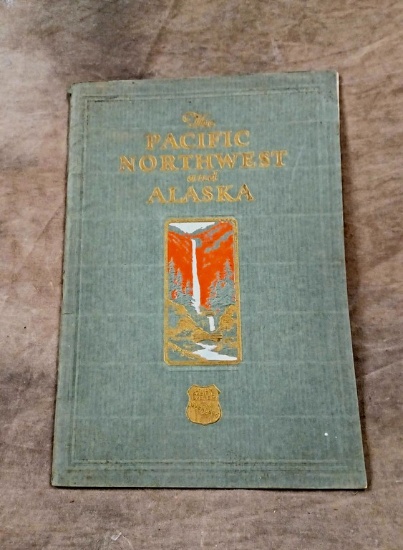 The
PACIFIC
NORTHWEST
and
ALASKA